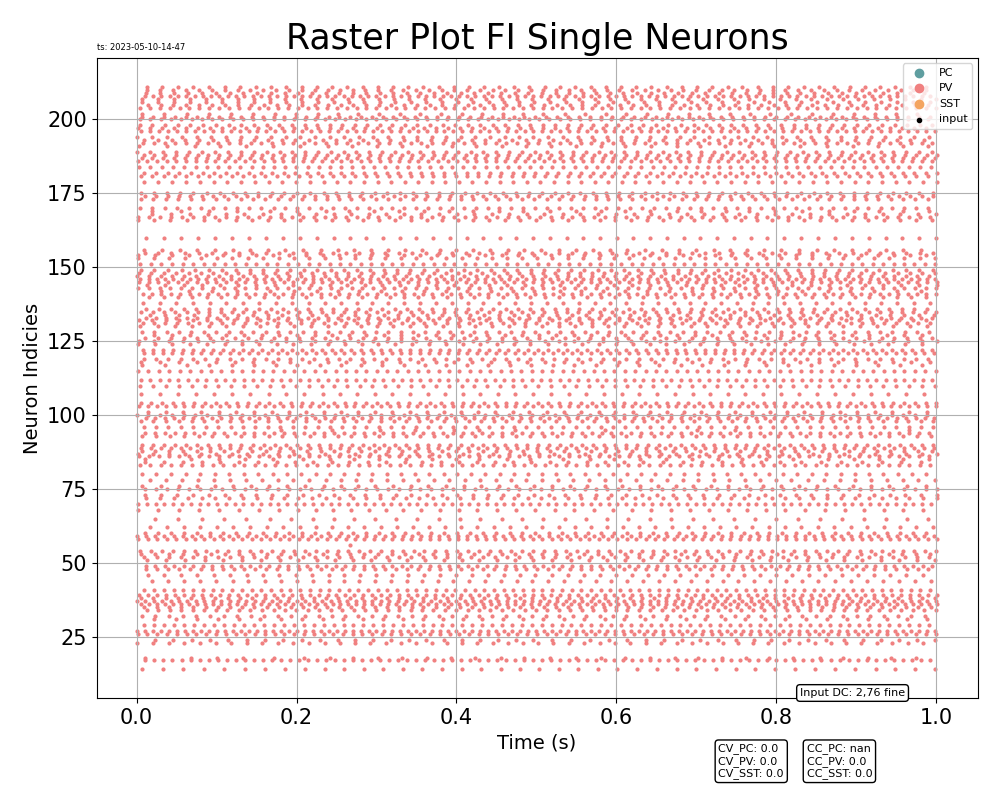 Raster Plot FI Single Neurons
ts: 2023-05-10-14-47
PC
PV
SST
input
200
175
150
125
100
75
50
25
Neuron Indicies
0.0 0.2 0.4 0.6 0.8 1.0
Time (s)
Input DC: 2,76 fine
CV_PC: 0.0
CV_PV: 0.0
CV_SST: 0.0
CC_PC: nan
CC_PV: 0.0
CC_SST: 0.0